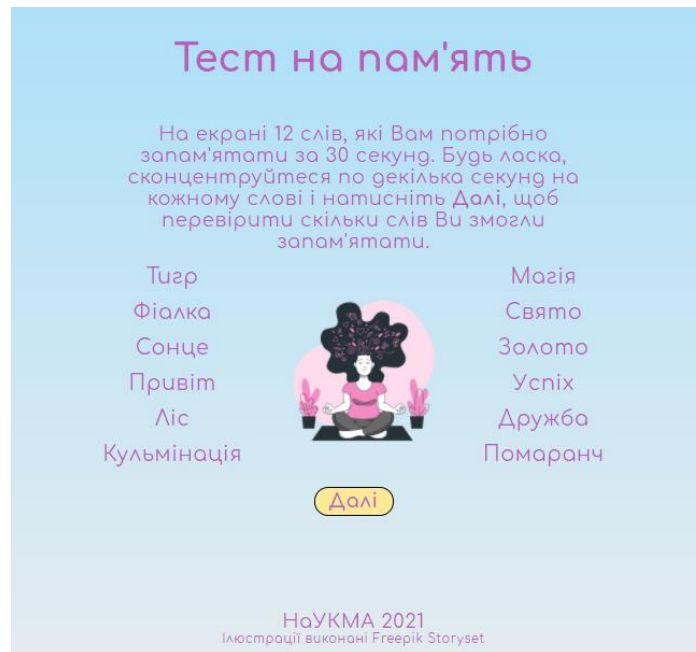 Тест на пам'ять
На екрані 12 слів, які Вам потрібно
запам'ятати за 30 секунд. Будь ласка,
сконцентруйтеся по декілька секунд на
кожному слові і натисніть Далі, щоб
перевірити скільки слів Ви змогли
запам'ятати.
Тигр
Фіалка
Сонце
Привіт
Ліс
Кульмінація
Магія
Свято
Золото
Успіх
Дружба
Помаранч
Далі
НаУКМА 2021
Ілюстрації виконані Freepik Storyset